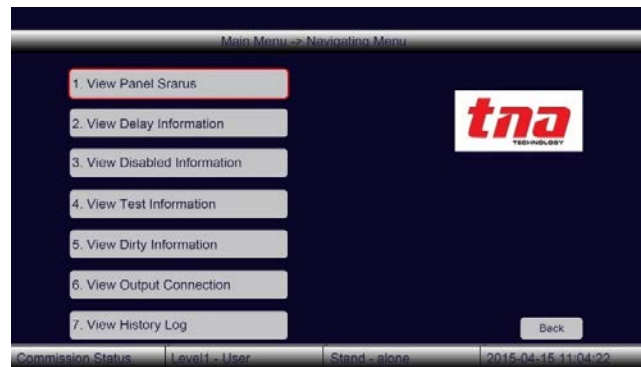 Main Menu -> Navigating Menu
1. View Panel Srarus
2. View Delay Information
3. View Disabled Information
4. View Test Information
5. View Dirty Information
6. View Output Connection
7. View History Log
tna
TECHNOLOGY
Back
Commission Status Level1 - User Stand - alone 2015-04-15 11:04:22